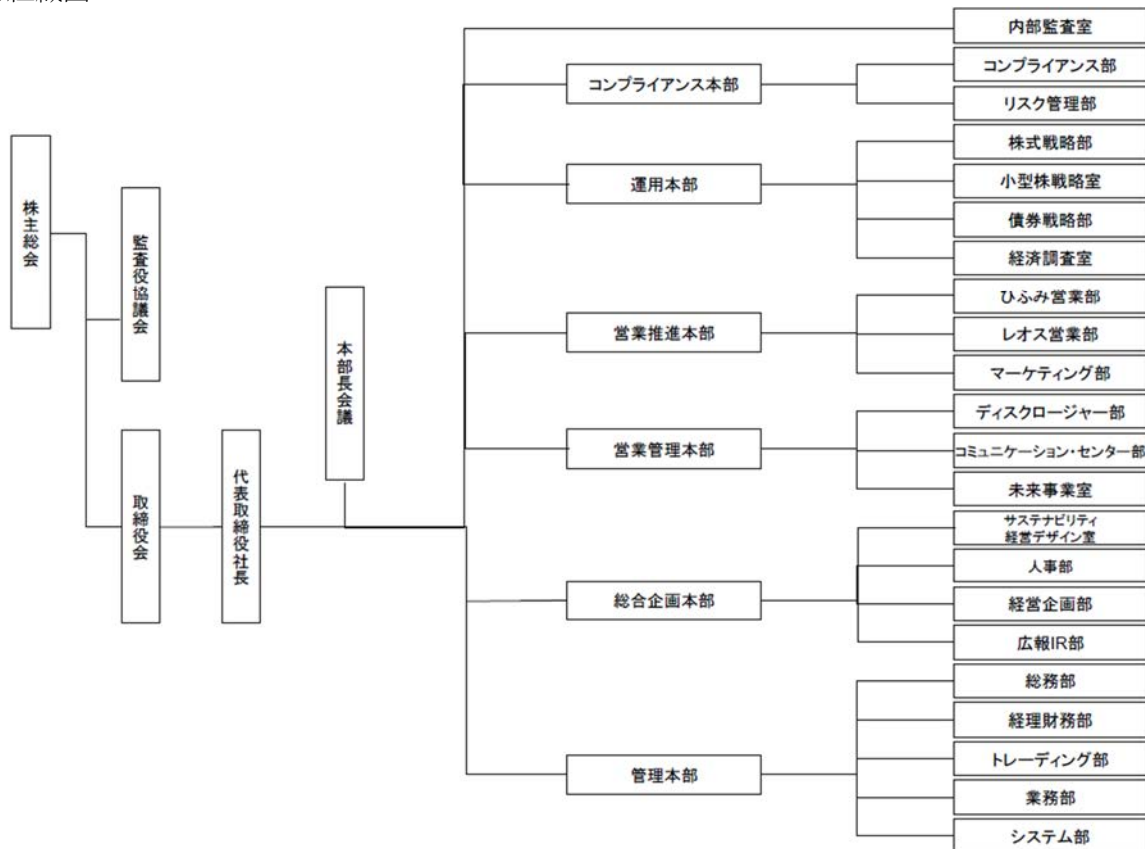 株主総会
監査役協議会
取締役会
代表取締役社長
本部長会議
内部監査室
コンプライアンス本部
コンプライアンス部
リスク管理部
運用本部
株式戦略部
小型株戦略室
債券戦略部
経済調査室
営業推進本部
ひふみ営業部
レオス営業部
マーケティング部
営業管理本部
ディスクロージャー部
コミュニケーション・センター部
未来事業室
総合企画本部
サステナビリティ
経営デザイン室
人事部
経営企画部
広報IR部
管理本部
総務部
経理財務部
トレーディング部
業務部
システム部